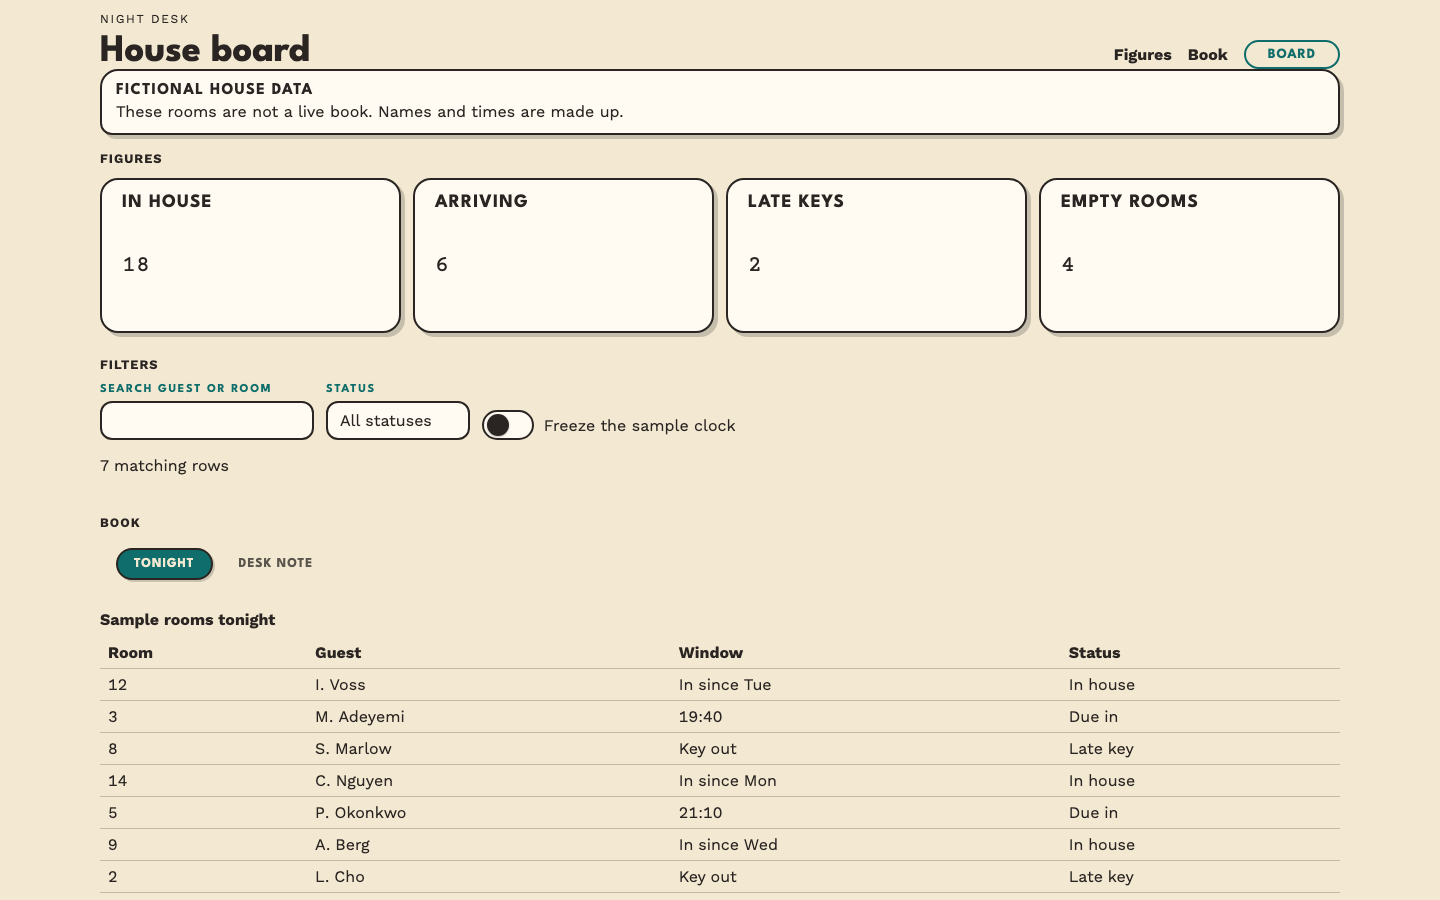 NIGHT DESK
House board
Figures Book BOARD
FICTIONAL HOUSE DATA
These rooms are not a live book. Names and times are made up.
FIGURES
IN HOUSE ARRIVING LATE KEYS EMPTY ROOMS
18 6 2 4
FILTERS
SEARCH GUEST OR ROOM STATUS
All statuses Freeze the sample clock
7 matching rows
BOOK
TONIGHT DESK NOTE
Sample rooms tonight
Room Guest Window Status
12 I. Voss In since Tue In house
3 M. Adeyemi 19:40 Due in
8 S. Marlow Key out Late key
14 C. Nguyen In since Mon In house
5 P. Okonkwo 21:10 Due in
9 A. Berg In since Wed In house
2 L. Cho Key out Late key